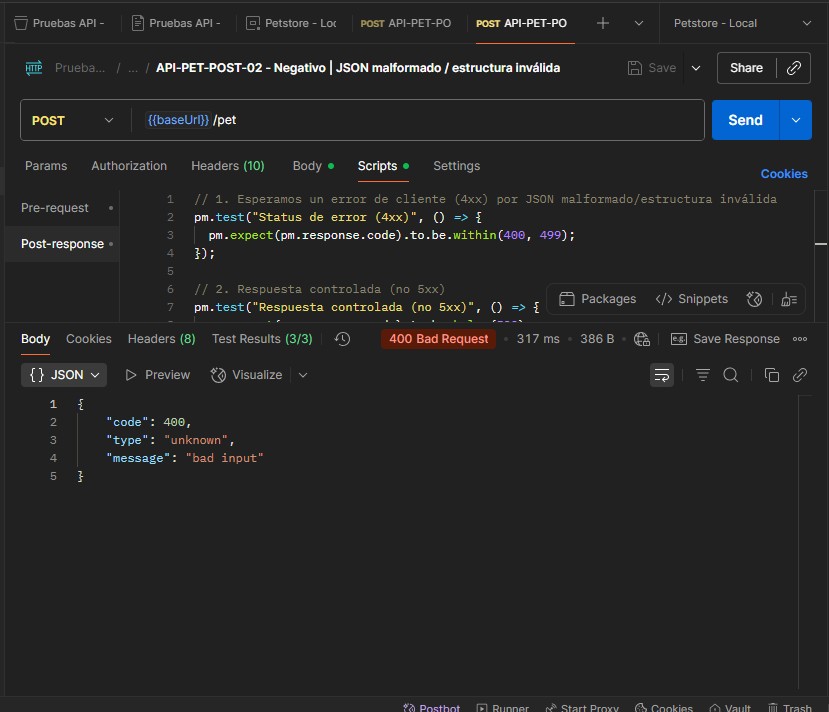 Pruebas API - Pruebas API - Petstore - Loc POST API-PET-PO POST API-PET-PO Petstore - Local
HTTP Prueba... / ... / API-PET-POST-02 - Negativo | JSON malformado / estructura inválida Save Share
POST {{baseUrl}} /pet Send
Params Authorization Headers (10) Body Scripts Settings Cookies
Pre-request
Post-response
1 // 1. Esperamos un error de cliente (4xx) por JSON malformado/estructura inválida
2 pm.test("Status de error (4xx)", () => {
3 pm.expect(pm.response.code).to.be.within(400, 499);
4 });
5
6 // 2. Respuesta controlada (no 5xx)
7 pm.test("Respuesta controlada (no 5xx)", () => {
Packages </> Snippets
Body Cookies Headers (8) Test Results (3/3) 400 Bad Request • 317 ms • 386 B • e.g. Save Response
{} JSON Preview Visualize
1 {
2 "code": 400,
3 "type": "unknown",
4 "message": "bad input"
5 }
Postbot Runner Start Proxy Cookies Vault Trash